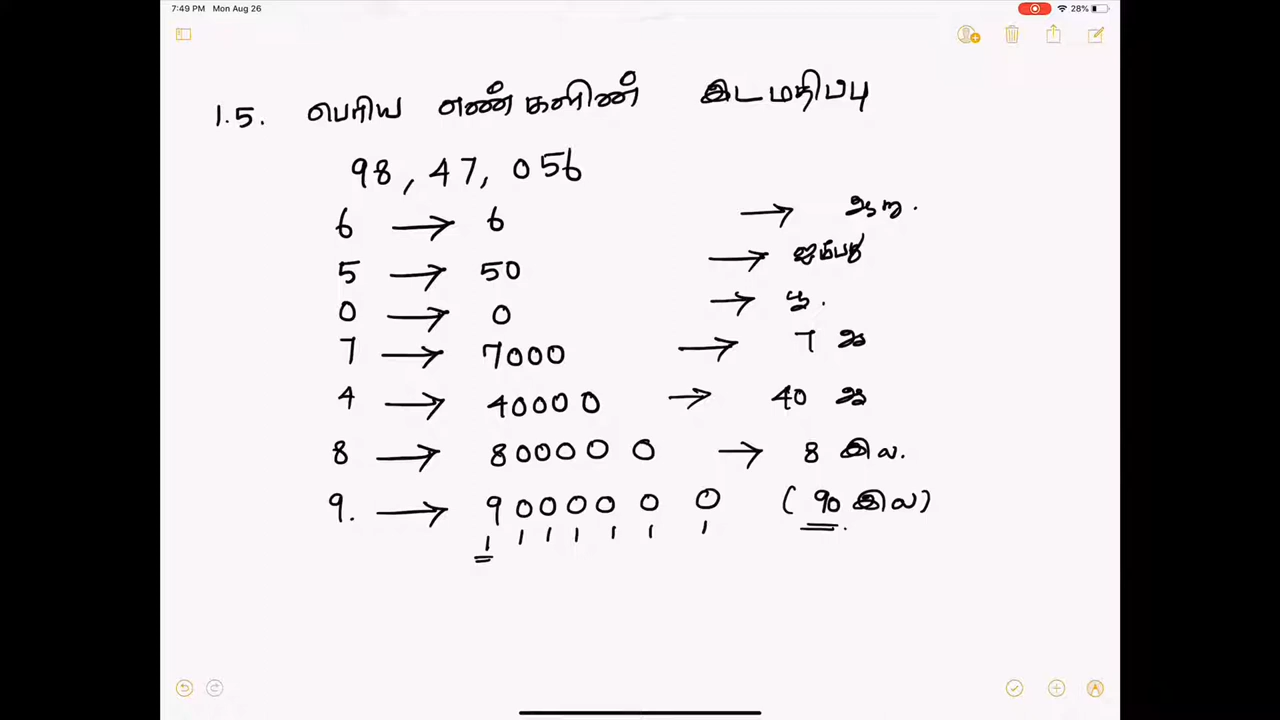 7:49 PM Mon Aug 26 28%
1.5. பெரிய எண்களின் இடமதிப்பு
98, 47, 056
6 → 6 → ஆறு.
5 → 50 → ஐம்பது
0 → 0 → பூ.
7 → 7000 → 7 ஆ
4 → 40000 → 40 ஆ
8 → 800000 → 8 இல.
9. → 9000000 (90 இல)